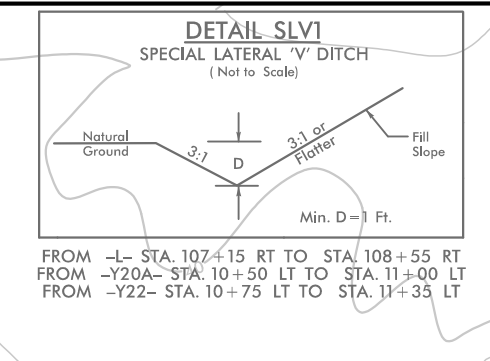 DETAIL SLV1
SPECIAL LATERAL 'V' DITCH
( Not to Scale)
Natural
Ground
3:1
D
3:1 or
Flatter
Fill
Slope
Min. D=1 Ft.
FROM -L- STA. 107+15 RT TO STA. 108+55 RT
FROM -Y20A- STA. 10+50 LT TO STA. 11+00 LT
FROM -Y22- STA. 10+75 LT TO STA. 11+35 LT